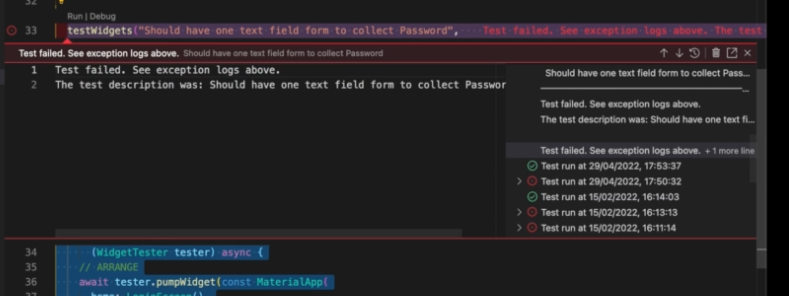 32
Run | Debug
33 testWidgets("Should have one text field form to collect Password", Test failed. See exception logs above. The test
Test failed. See exception logs above. Should have one text field form to collect Password
1 Test failed. See exception logs above.
2 The test description was: Should have one text field form to collect Passwor
Should have one text field form to collect Pass...
Test failed. See exception logs above.
The test description was: Should have one text fi...
Test failed. See exception logs above. + 1 more line
Test run at 29/04/2022, 17:53:37
Test run at 29/04/2022, 17:50:32
Test run at 15/02/2022, 16:14:03
Test run at 15/02/2022, 16:13:13
Test run at 15/02/2022, 16:11:14
34 (WidgetTester tester) async {
35 // ARRANGE
36 await tester.pumpWidget(const MaterialApp(
37 home: LoginScreen()